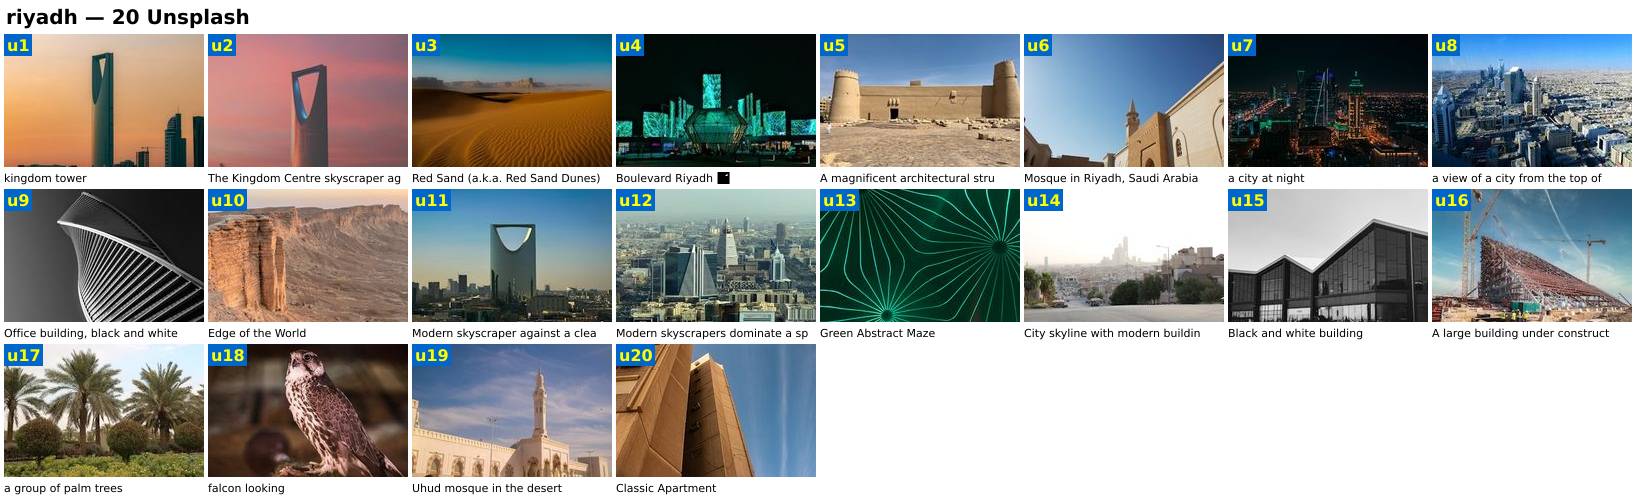 riyadh — 20 Unsplash
u1
u2
u3
u4
u5
u6
u7
u8
kingdom tower
The Kingdom Centre skyscraper ag
Red Sand (a.k.a. Red Sand Dunes)
Boulevard Riyadh
A magnificent architectural stru
Mosque in Riyadh, Saudi Arabia
a city at night
a view of a city from the top of
u9
u10
u11
u12
u13
u14
u15
u16
Office building, black and white
Edge of the World
Modern skyscraper against a clea
Modern skyscrapers dominate a sp
Green Abstract Maze
City skyline with modern buildin
Black and white building
A large building under construct
u17
u18
u19
u20
a group of palm trees
falcon looking
Uhud mosque in the desert
Classic Apartment